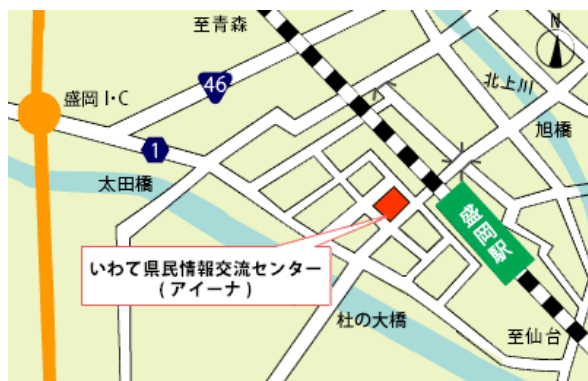 至青森
N
46
盛岡I・C
北上川
旭橋
1
太田橋
盛岡駅
いわて県民情報交流センター
(アイーナ)
杜の大橋
至仙台